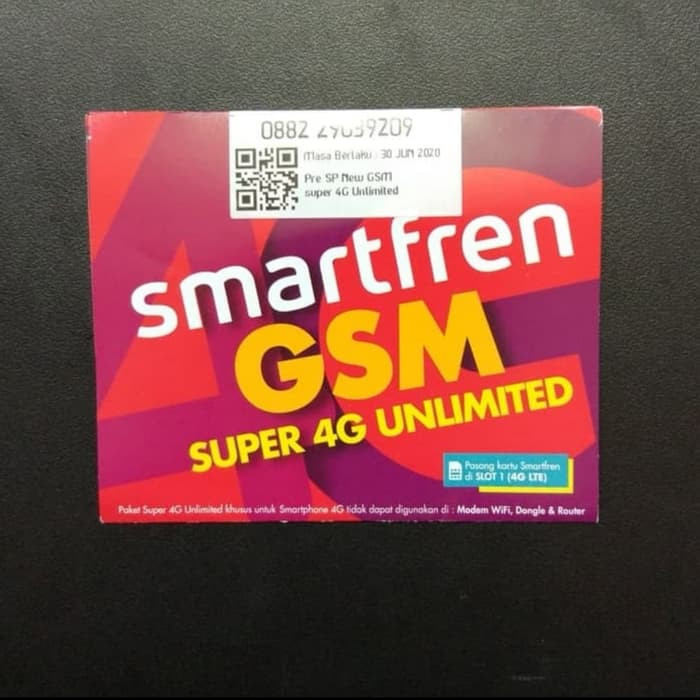 0882
Masa Berlaku : 30 JUN 2020
Pre SP New GSM
super 4G Unlimited
smartfren
GSM
SUPER 4G UNLIMITED
Pasang kartu Smartfren
di SLOT 1 (4G LTE)
Paket Super 4G Unlimited khusus untuk Smartphone 4G tidak dapat digunakan di : Modem WiFi, Dongle & Router